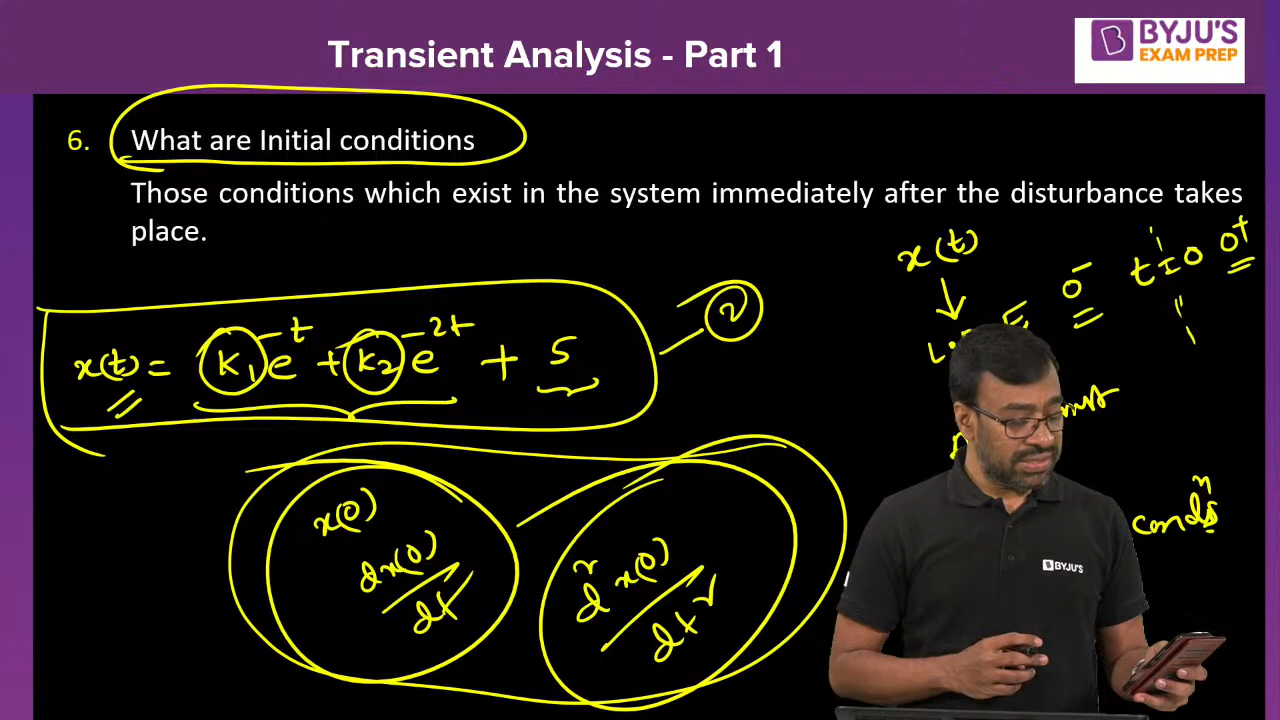 Transient Analysis - Part 1
BYJU'S
EXAM PREP
6. What are Initial conditions
Those conditions which exist in the system immediately after the disturbance takes
place.
x(t)
0⁻ t=0 0⁺
x(t) = K₁e^-t + K₂e^-2t + 5 — 2
x(0)
dx(0)/dt
d²x(0)/dt²
condsⁿ
BYJU'S